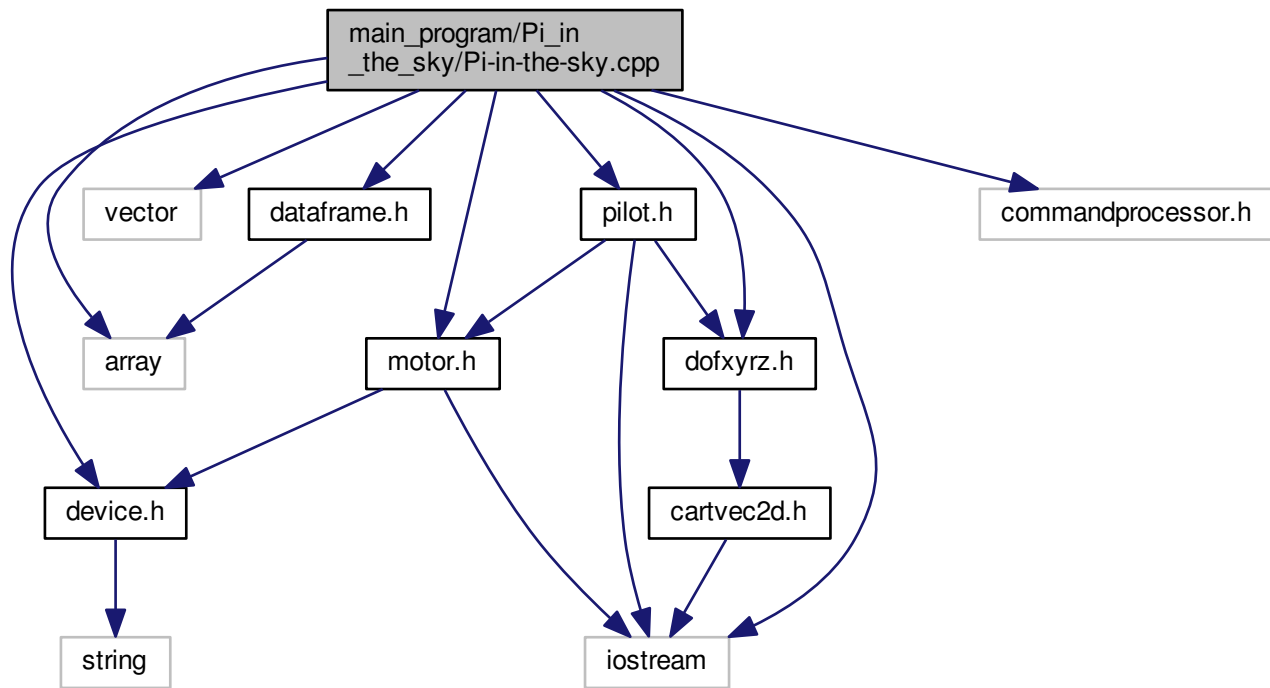 main_program/Pi_in
_the_sky/Pi-in-the-sky.cpp
vector
dataframe.h
pilot.h
commandprocessor.h
array
motor.h
dofxyrz.h
device.h
cartvec2d.h
string
iostream